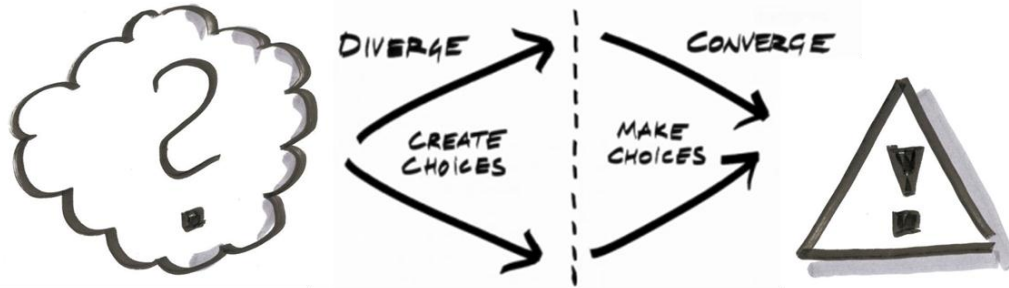 ?
DIVERGE
CREATE
CHOICES
CONVERGE
MAKE
CHOICES
!